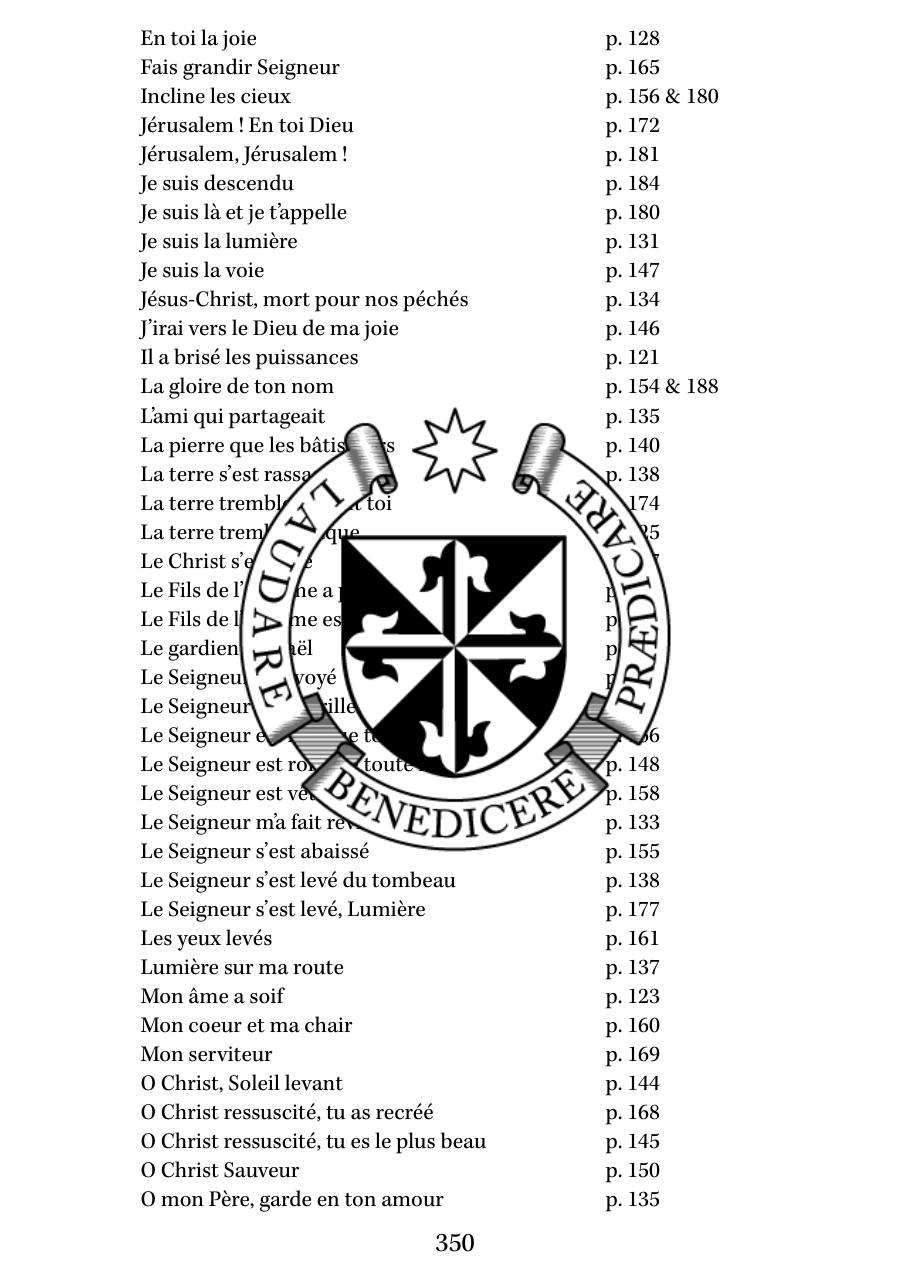 En toi la joie p. 128
Fais grandir Seigneur p. 165
Incline les cieux p. 156 & 180
Jérusalem ! En toi Dieu p. 172
Jérusalem, Jérusalem ! p. 181
Je suis descendu p. 184
Je suis là et je t’appelle p. 180
Je suis la lumière p. 131
Je suis la voie p. 147
Jésus-Christ, mort pour nos péchés p. 134
J’irai vers le Dieu de ma joie p. 146
Il a brisé les puissances p. 121
La gloire de ton nom p. 154 & 188
L’ami qui partageait p. 135
La pierre que les p. 140
La terre s’est p. 138
La terre toi 174
La terre
Le Christ
Le Fils de a
Le Fils de
Le gardien
Le Seigneur
Le Seigneur
Le Seigneur
Le Seigneur est toute p. 148
Le Seigneur est p. 158
Le Seigneur m’a fait p. 133
Le Seigneur s’est abaissé p. 155
Le Seigneur s’est levé du tombeau p. 138
Le Seigneur s’est levé, Lumière p. 177
Les yeux levés p. 161
Lumière sur ma route p. 137
Mon âme a soif p. 123
Mon coeur et ma chair p. 160
Mon serviteur p. 169
O Christ, Soleil levant p. 144
O Christ ressuscité, tu as recréé p. 168
O Christ ressuscité, tu es le plus beau p. 145
O Christ Sauveur p. 150
O mon Père, garde en ton amour p. 135
350
LAUDARE
BENEDICERE
PRÆDICARE